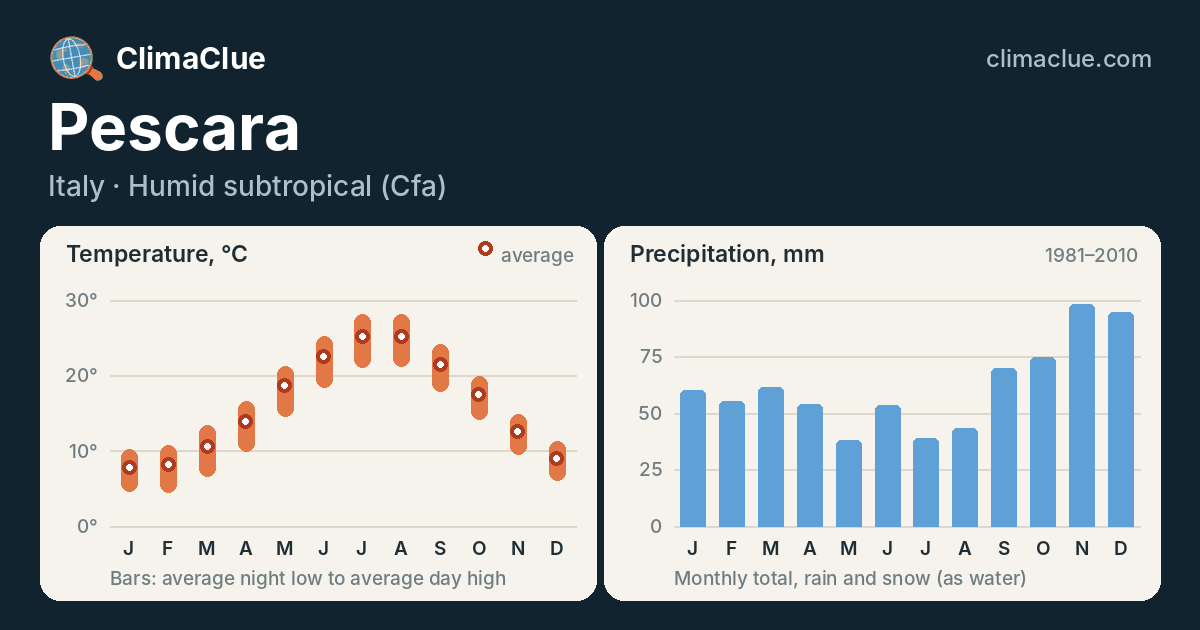 ClimaClue
climaclue.com
Pescara
Italy · Humid subtropical (Cfa)
Temperature, °C
average
30°
20°
10°
0°
J F M A M J J A S O N D
Bars: average night low to average day high
Precipitation, mm
1981–2010
100
75
50
25
0
J F M A M J J A S O N D
Monthly total, rain and snow (as water)